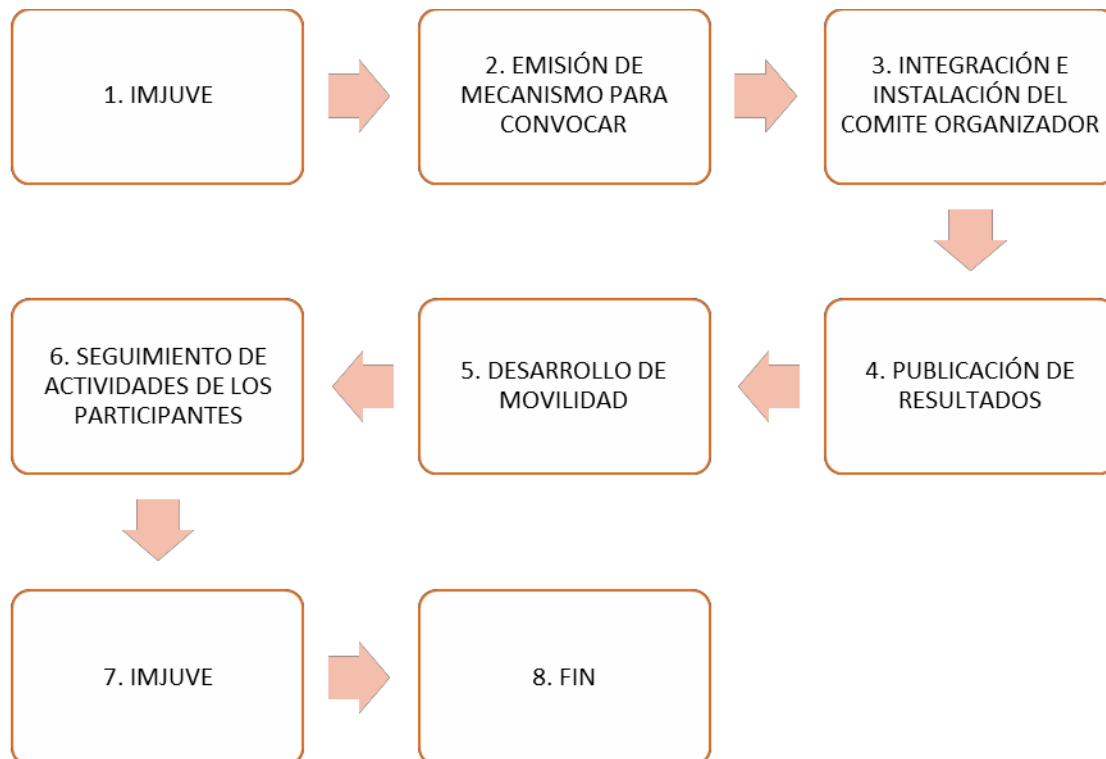 1. IMJUVE
2. EMISIÓN DE
MECANISMO PARA
CONVOCAR
3. INTEGRACIÓN E
INSTALACIÓN DEL
COMITE ORGANIZADOR
4. PUBLICACIÓN DE
RESULTADOS
5. DESARROLLO DE
MOVILIDAD
6. SEGUIMIENTO DE
ACTIVIDADES DE LOS
PARTICIPANTES
7. IMJUVE
8. FIN